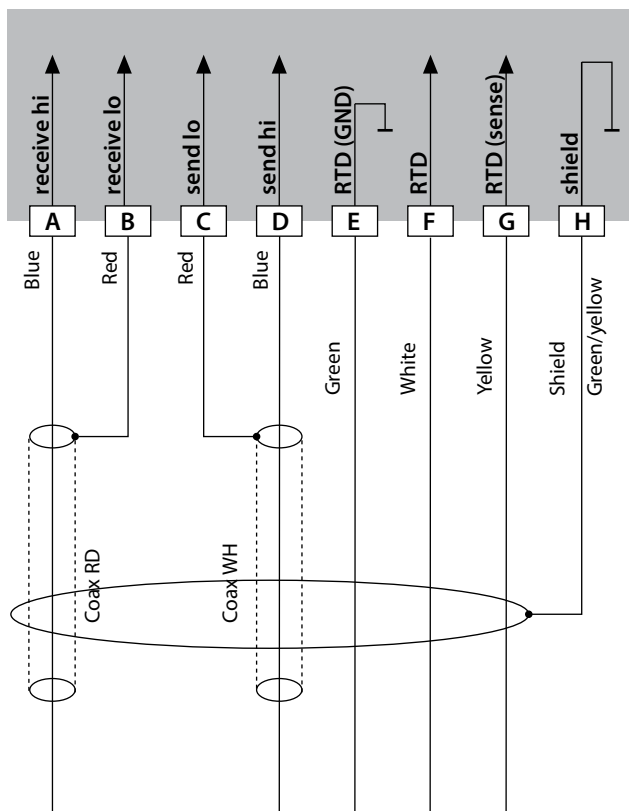 receive hi
receive lo
send lo
send hi
RTD (GND)
RTD
RTD (sense)
shield
A
B
C
D
E
F
G
H
Blue
Red
Red
Blue
Green
White
Yellow
Shield
Green/yellow
Coax RD
Coax WH